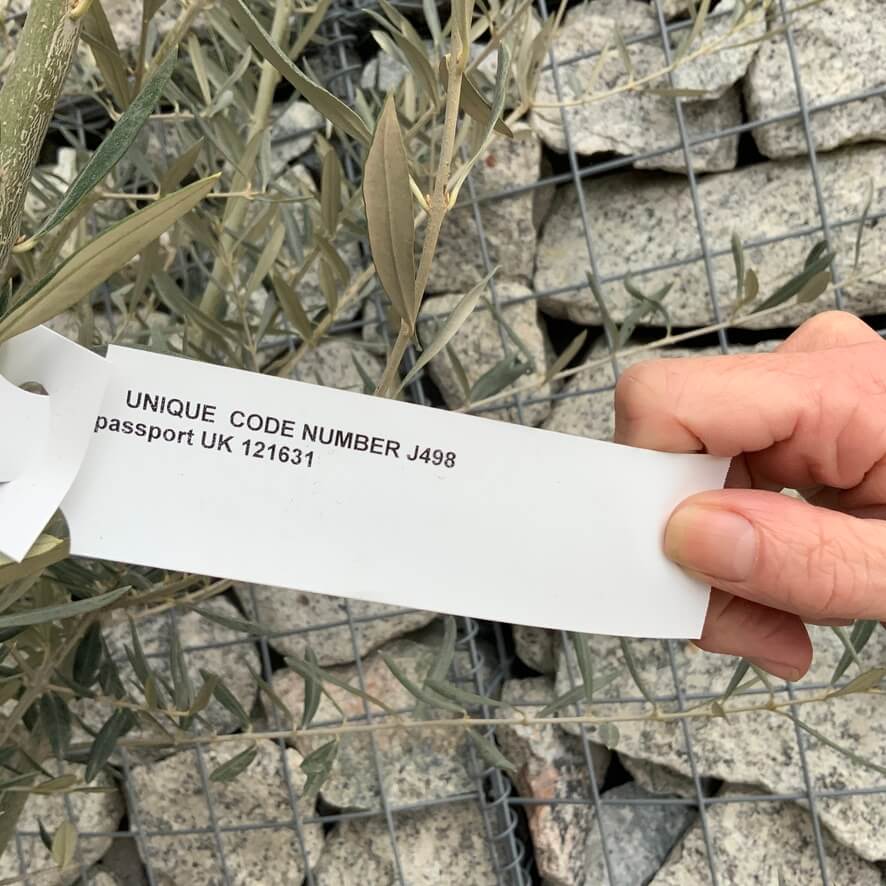 UNIQUE CODE NUMBER J498
passport UK 121631